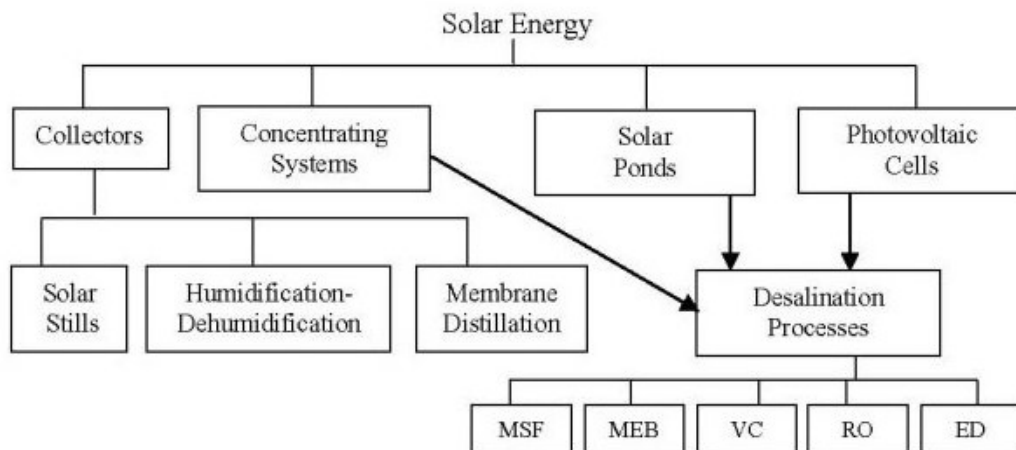 Solar Energy
Collectors
Concentrating
Systems
Solar
Ponds
Photovoltaic
Cells
Solar
Stills
Humidification-
Dehumidification
Membrane
Distillation
Desalination
Processes
MSF
MEB
VC
RO
ED